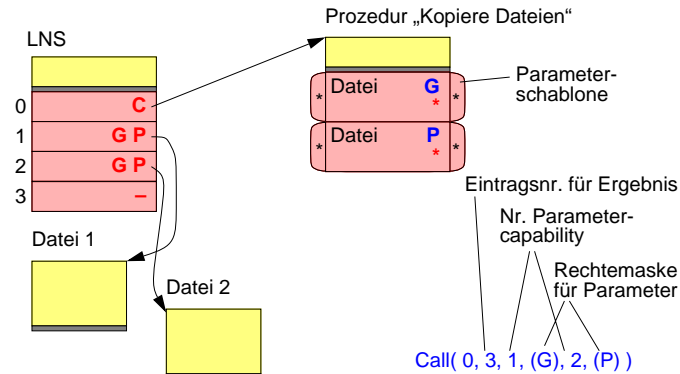 Prozedur „Kopiere Dateien“
LNS
0 C
1 G P
2 G P
3 –
Datei G
* * *
Datei P
* * *
Parameter-
schablone
Eintragsnr. für Ergebnis
Nr. Parameter-
capability
Rechtemaske
für Parameter
Datei 1
Datei 2
Call( 0, 3, 1, (G), 2, (P) )